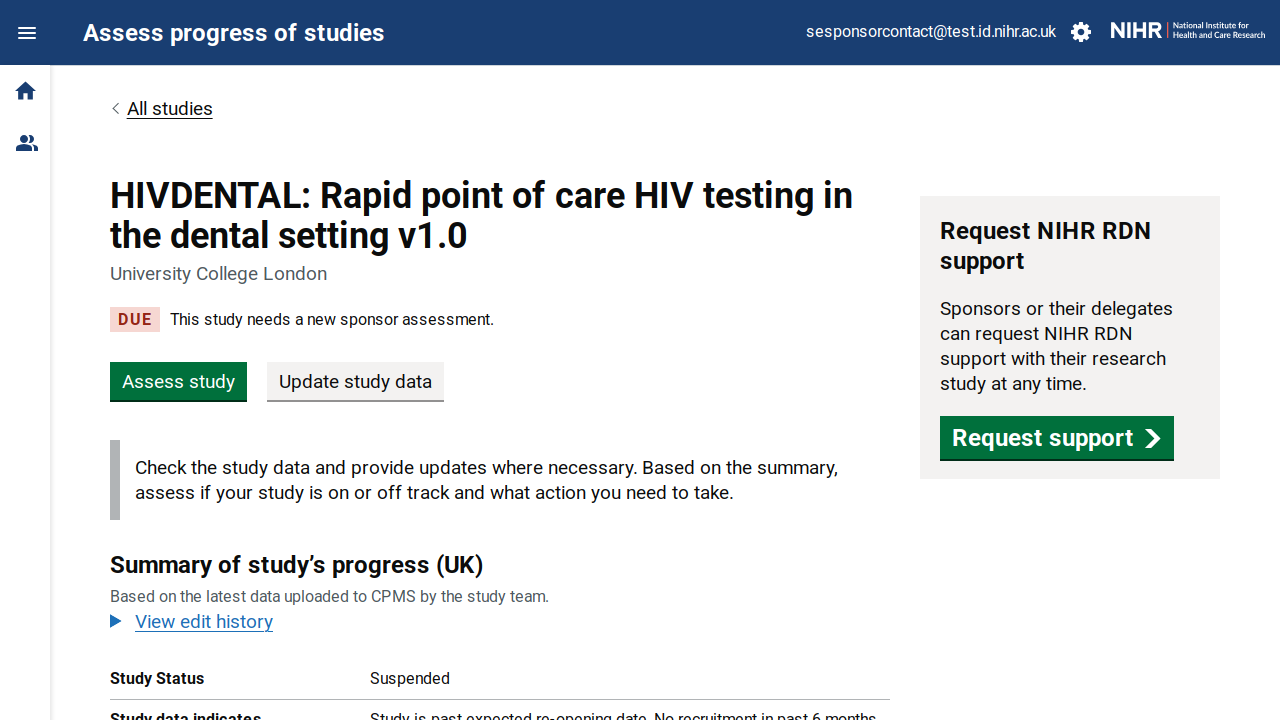 Assess progress of studies
sesponsorcontact@test.id.nihr.ac.uk
NIHR | National Institute for
Health and Care Research
All studies
HIVDENTAL: Rapid point of care HIV testing in
the dental setting v1.0
University College London
DUE This study needs a new sponsor assessment.
Assess study
Update study data
Check the study data and provide updates where necessary. Based on the summary,
assess if your study is on or off track and what action you need to take.
Summary of study’s progress (UK)
Based on the latest data uploaded to CPMS by the study team.
View edit history
Study Status Suspended
Study data indicates Study is past expected re-opening date, No recruitment in past 6 months
Request NIHR RDN
support
Sponsors or their delegates
can request NIHR RDN
support with their research
study at any time.
Request support